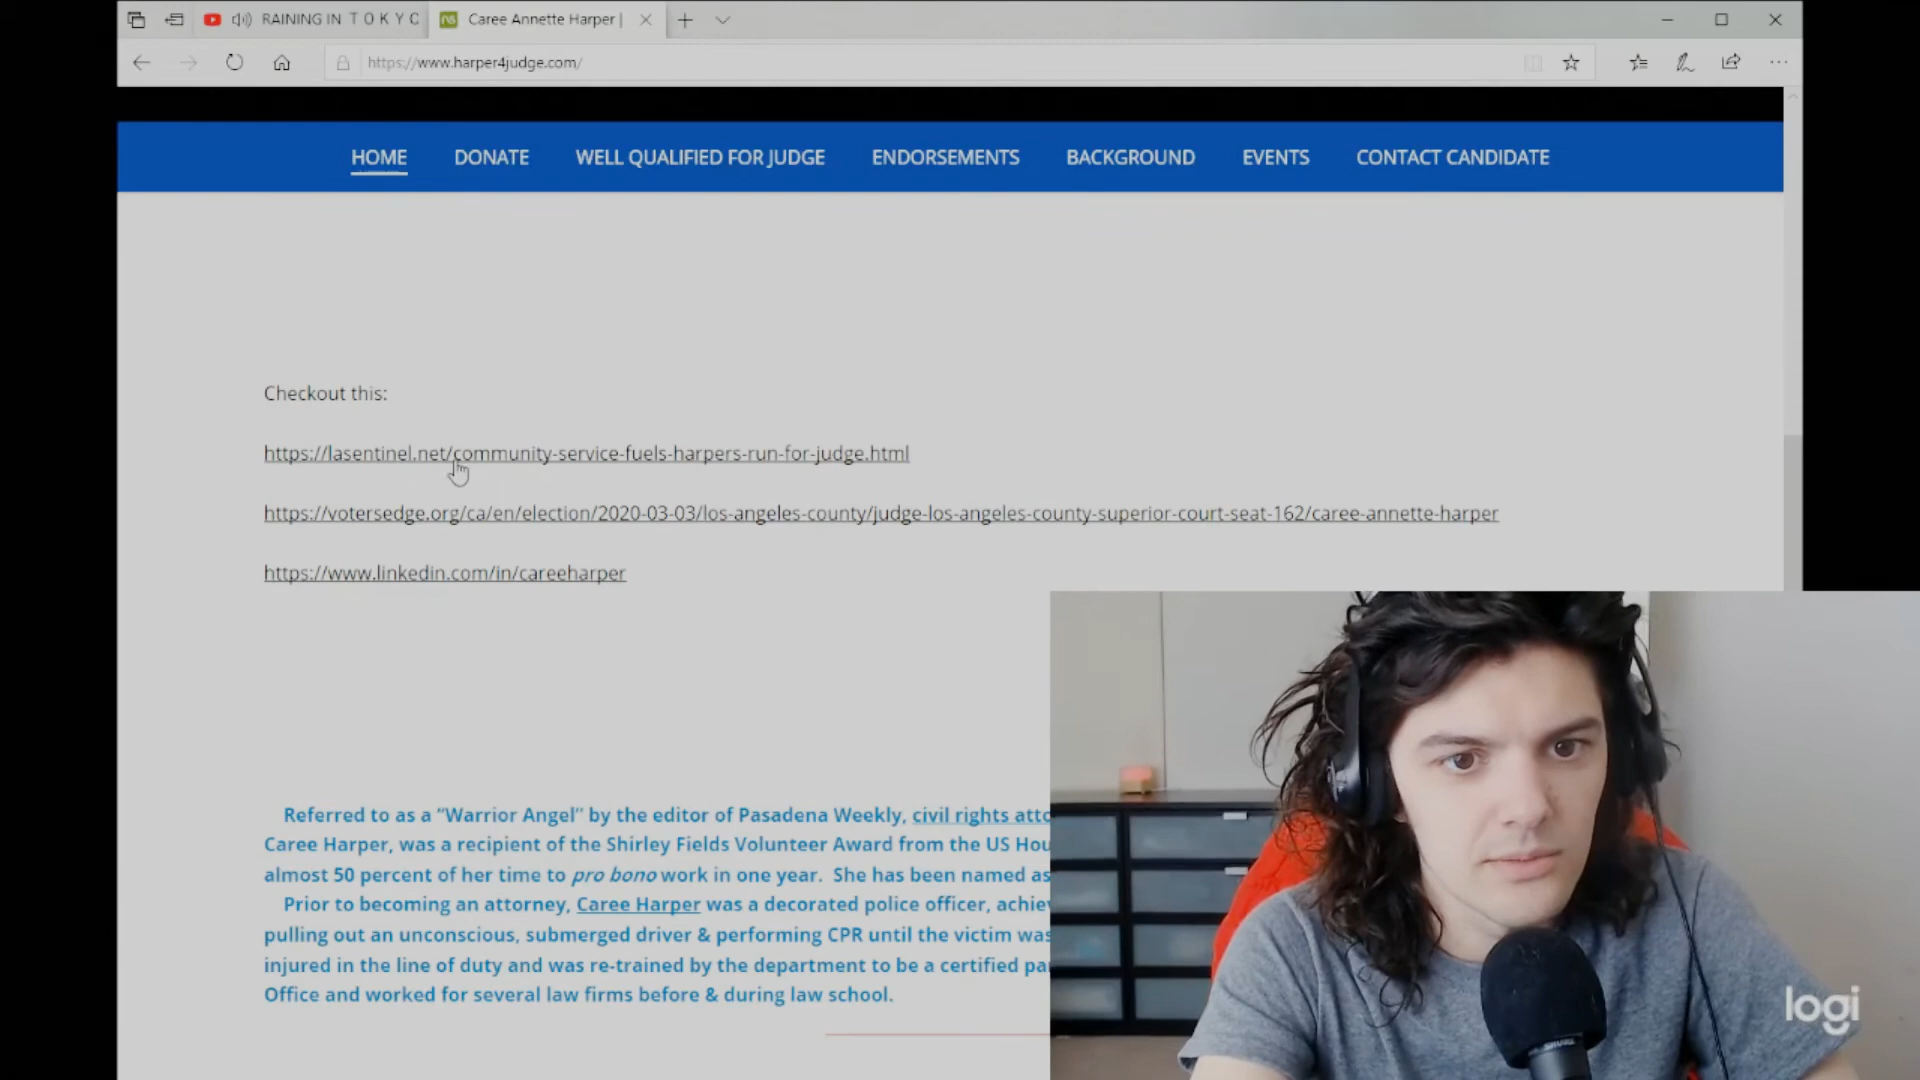 RAINING IN T O K Y C
Caree Annette Harper |
https://www.harper4judge.com/
HOME DONATE WELL QUALIFIED FOR JUDGE ENDORSEMENTS BACKGROUND EVENTS CONTACT CANDIDATE
Checkout this:
https://lasentinel.net/community-service-fuels-harpers-run-for-judge.html
https://votersedge.org/ca/en/election/2020-03-03/los-angeles-county/judge-los-angeles-county-superior-court-seat-162/caree-annette-harper
https://www.linkedin.com/in/careeharper
Referred to as a "Warrior Angel" by the editor of Pasadena Weekly, civil rights atto
Caree Harper, was a recipient of the Shirley Fields Volunteer Award from the US Hou
almost 50 percent of her time to pro bono work in one year. She has been named as
Prior to becoming an attorney, Caree Harper was a decorated police officer, achiev
pulling out an unconscious, submerged driver & performing CPR until the victim was
injured in the line of duty and was re-trained by the department to be a certified pa
Office and worked for several law firms before & during law school.
logi